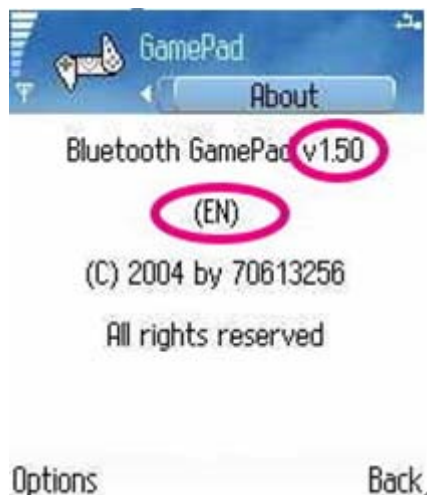 GamePad
About
Bluetooth GamePad v1.50
(EN)
(C) 2004 by 70613256
All rights reserved
Options Back